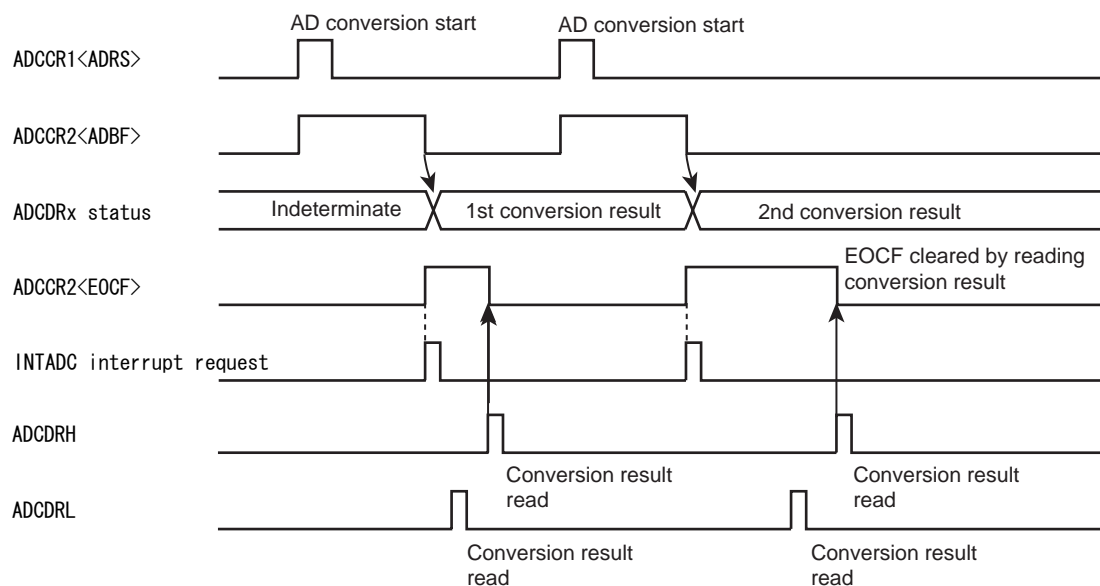 AD conversion start
AD conversion start
ADCCR1<ADRS>
ADCCR2<ADBF>
ADCDRx status
Indeterminate
1st conversion result
2nd conversion result
EOCF cleared by reading
conversion result
ADCCR2<EOCF>
INTADC interrupt request
ADCDRH
Conversion result
read
Conversion result
read
ADCDRL
Conversion result
read
Conversion result
read